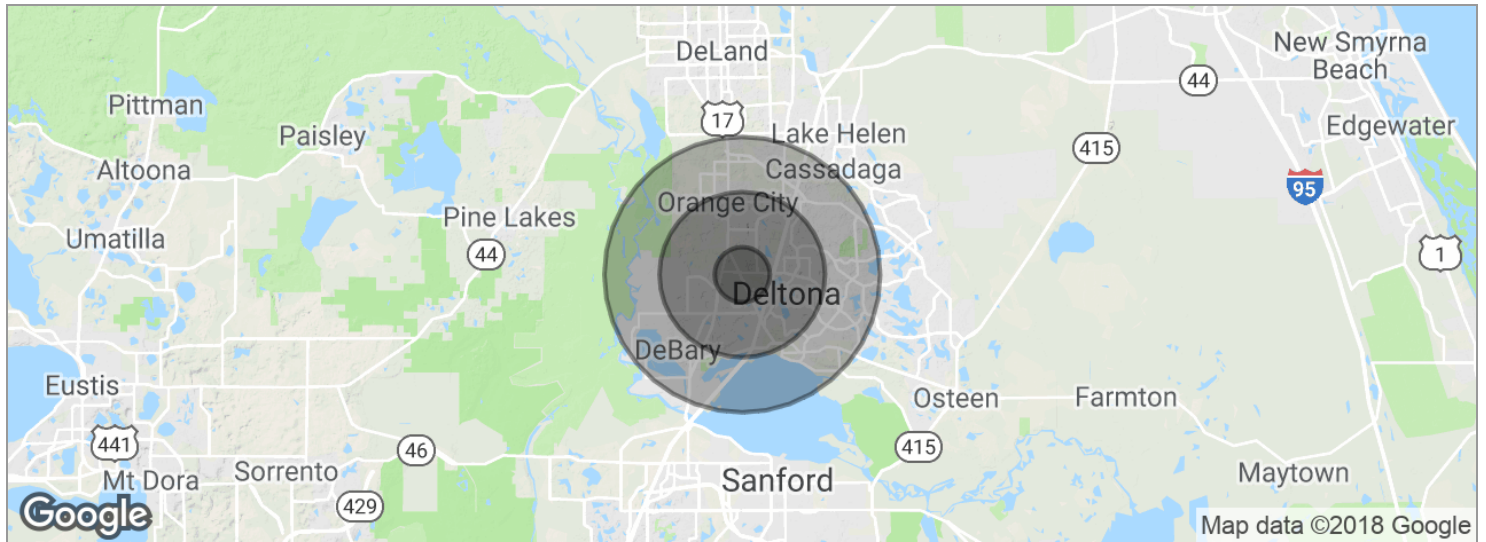 DeLand
New Smyrna
Beach
44
Pittman
17
Edgewater
Paisley
Lake Helen
415
Altoona
Cassadaga
95
Orange City
Pine Lakes
Umatilla
44
1
Deltona
DeBary
Eustis
Osteen
Farmton
441
46
415
Mt Dora
Sorrento
Sanford
Maytown
429
Google
Map data ©2018 Google